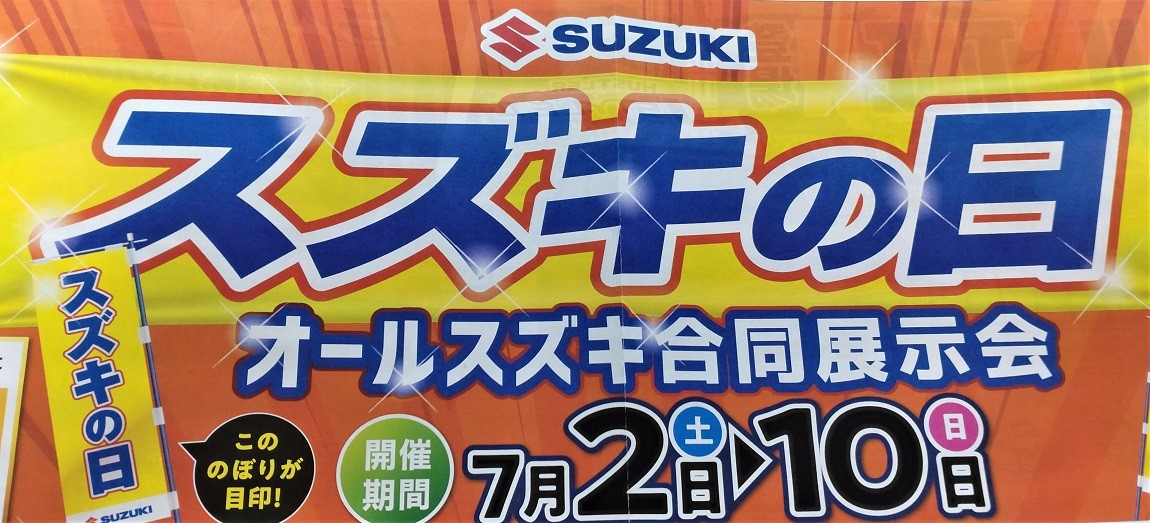 SUZUKI
スズキの日
オールスズキ合同展示会
スズキの日
SUZUKI
この
のぼりが
目印!
開催
期間
7月2日土▶10日日